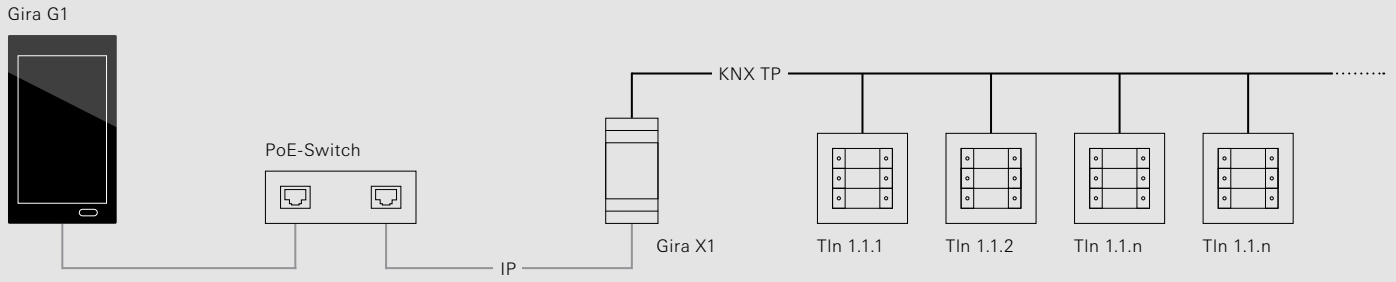 Gira G1
KNX TP
PoE-Switch
Gira X1
Tln 1.1.1
Tln 1.1.2
Tln 1.1.n
Tln 1.1.n
IP